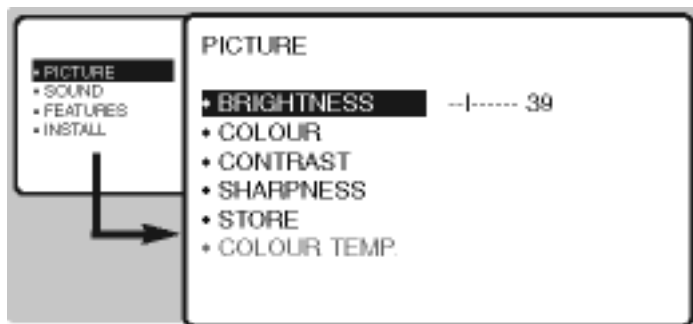 • PICTURE
• SOUND
• FEATURES
• INSTALL
PICTURE
• BRIGHTNESS --I------ 39
• COLOUR
• CONTRAST
• SHARPNESS
• STORE
• COLOUR TEMP.